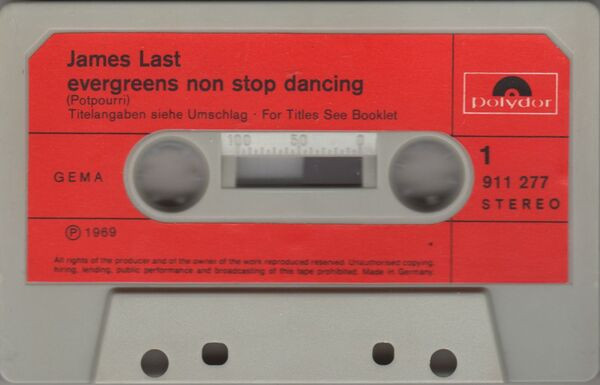 James Last
evergreens non stop dancing
(Potpourri)
Titelangaben siehe Umschlag · For Titles See Booklet
polydor
100 50 0
GEMA
1
911 277
STEREO
Ⓟ 1969
All rights of the producer and of the owner of the work reproduced reserved. Unauthorised copying,
hiring, lending, public performance and broadcasting of this tape prohibited. Made in Germany.